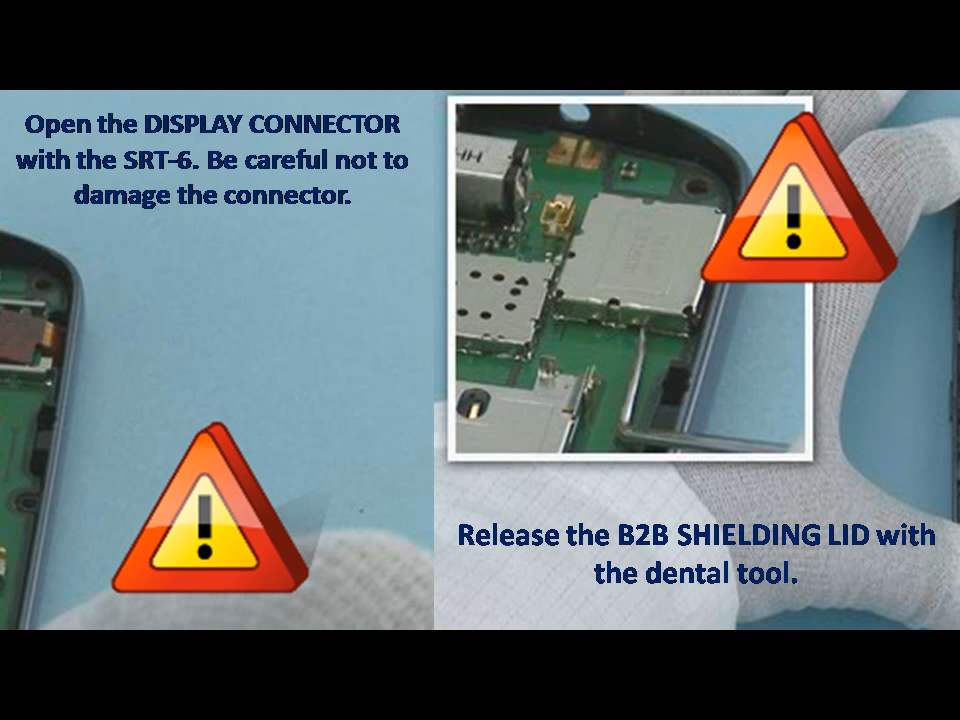 Open the DISPLAY CONNECTOR
with the SRT-6. Be careful not to
damage the connector.
Release the B2B SHIELDING LID with
the dental tool.